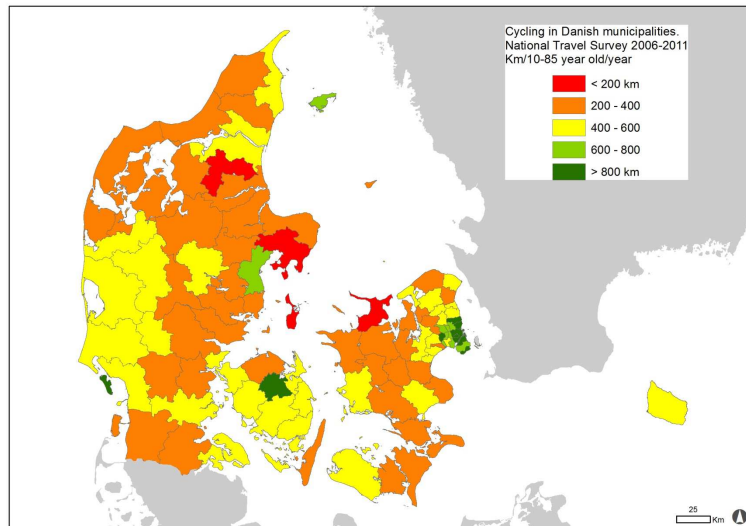 Cycling in Danish municipalities.
National Travel Survey 2006-2011
Km/10-85 year old/year
< 200 km
200 - 400
400 - 600
600 - 800
> 800 km
25
Km